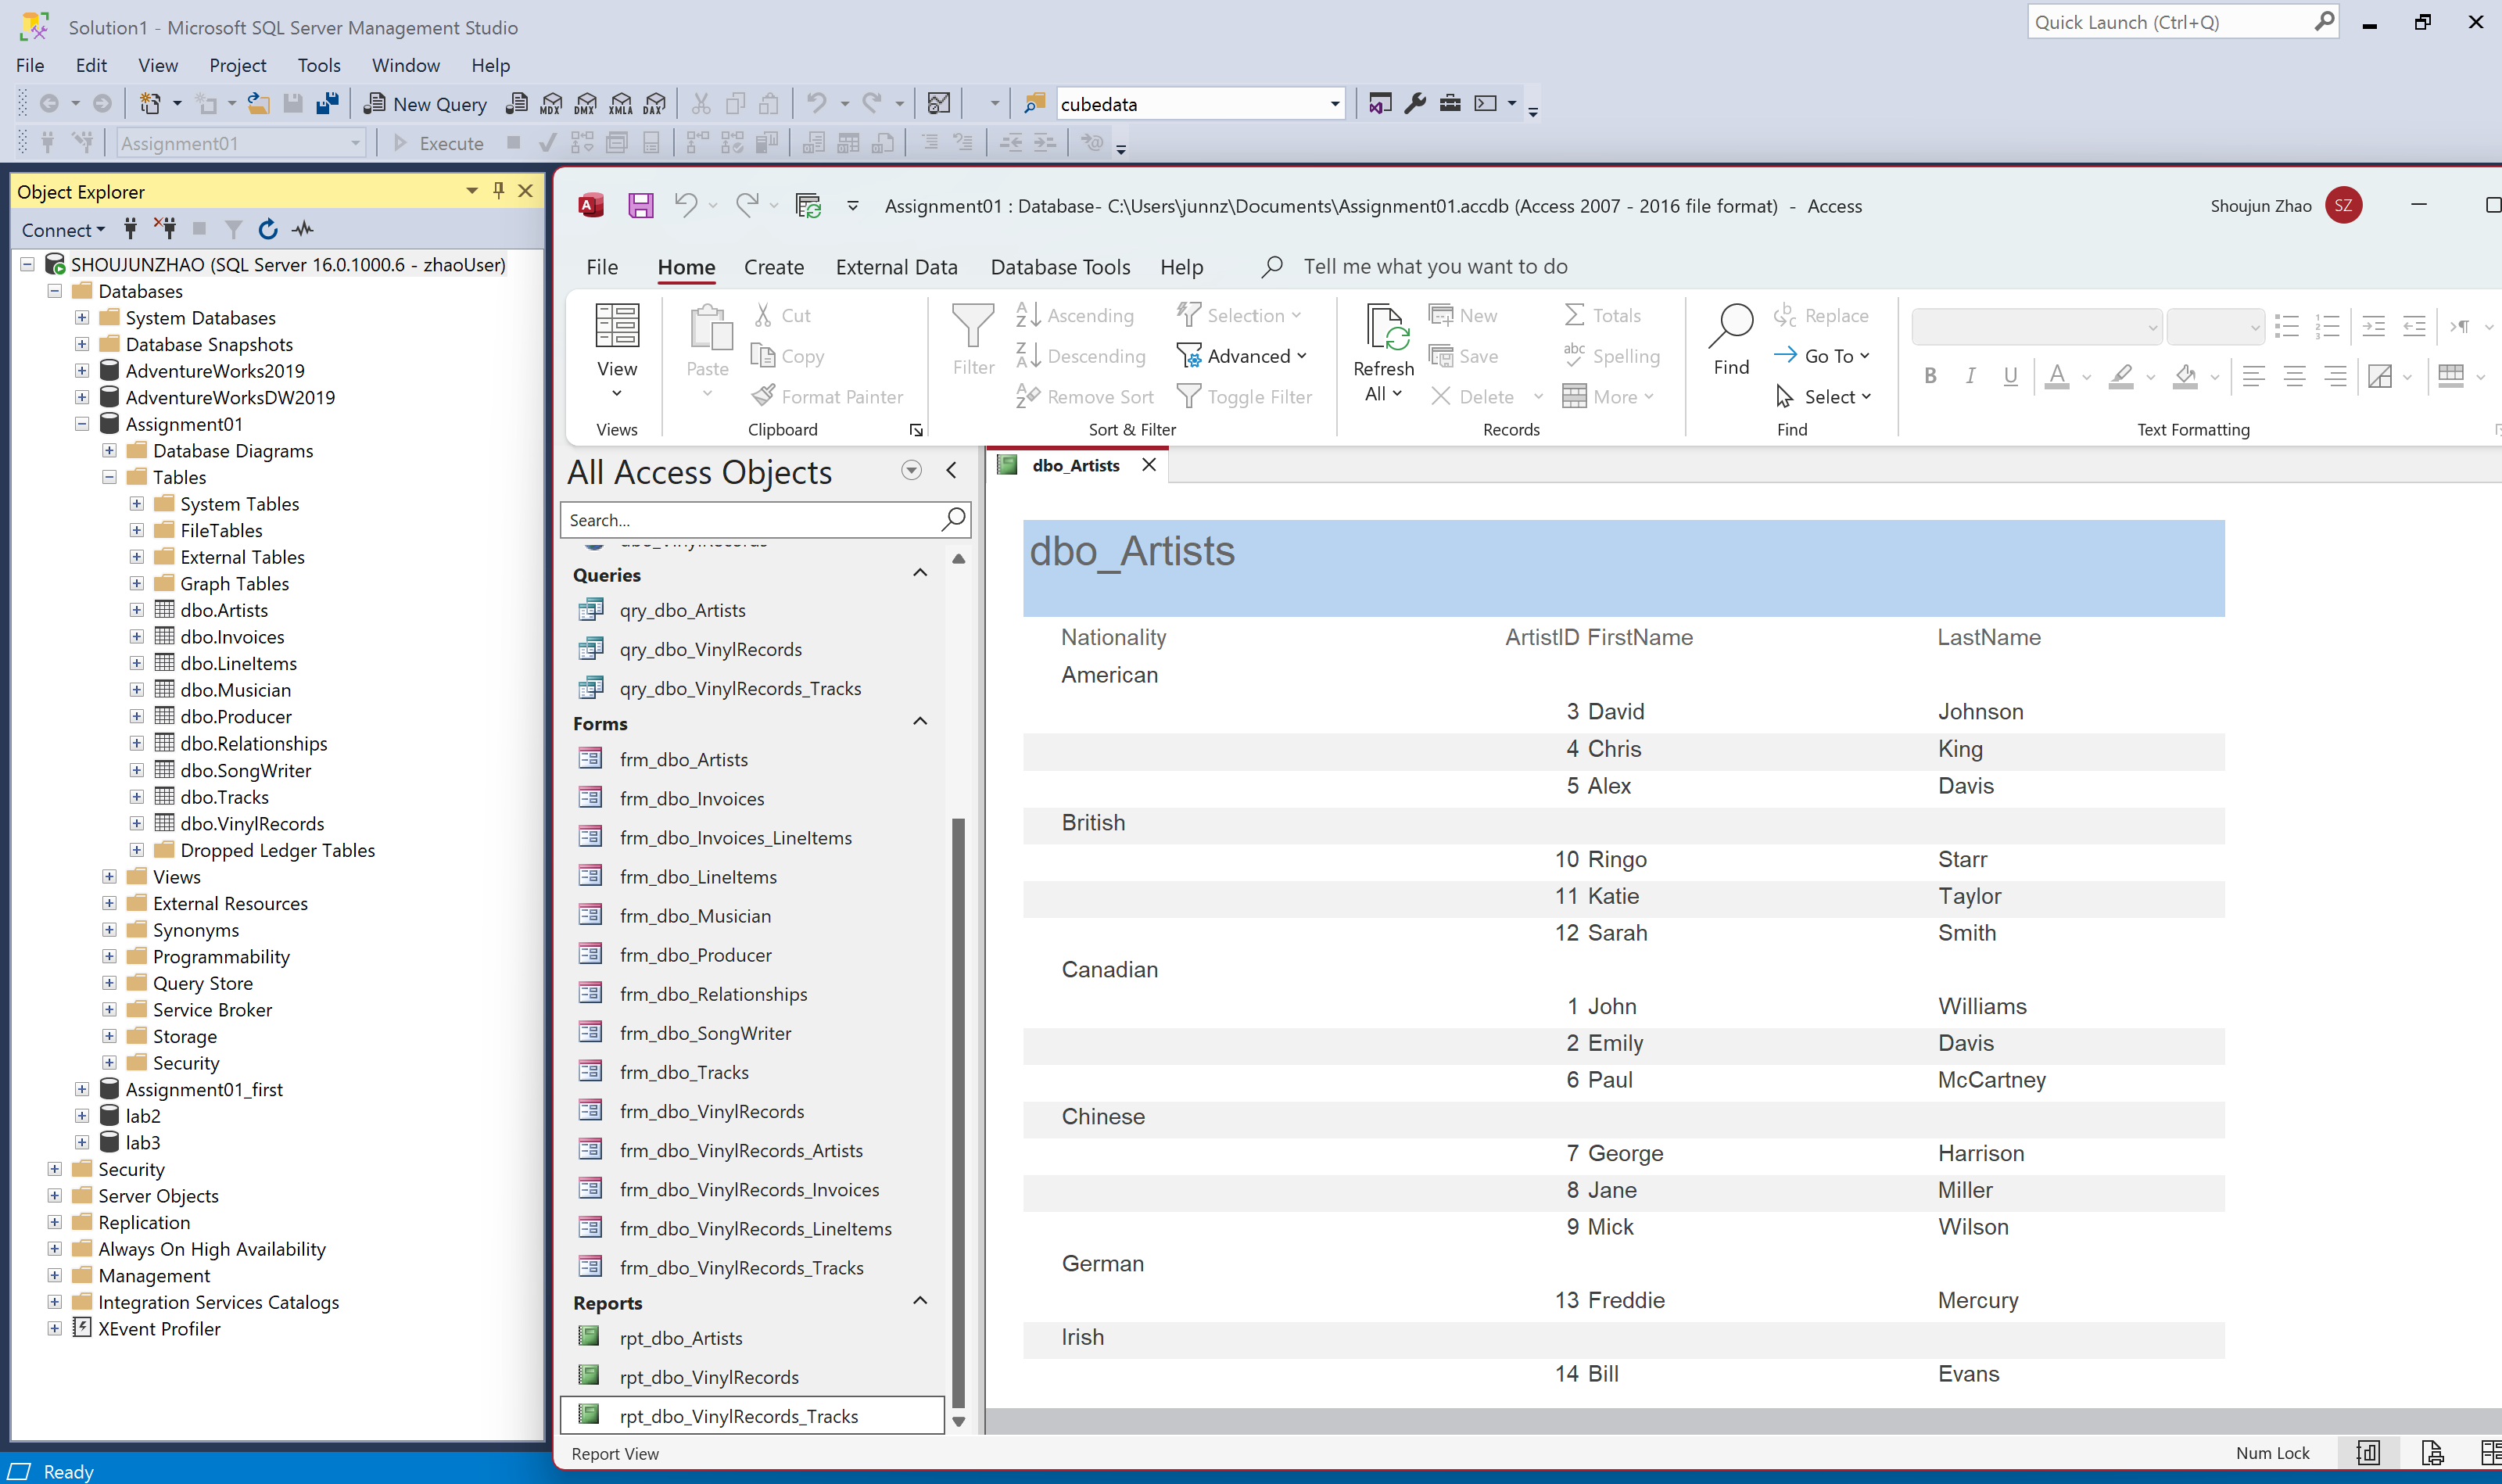 Solution1 - Microsoft SQL Server Management Studio
Quick Launch (Ctrl+Q)
File Edit View Project Tools Window Help
New Query MDX DMX XMLA DAX cubedata
Assignment01 Execute
Object Explorer
Connect
SHOUJUNZHAO (SQL Server 16.0.1000.6 - zhaoUser)
Databases
System Databases
Database Snapshots
AdventureWorks2019
AdventureWorksDW2019
Assignment01
Database Diagrams
Tables
System Tables
FileTables
External Tables
Graph Tables
dbo.Artists
dbo.Invoices
dbo.LineItems
dbo.Musician
dbo.Producer
dbo.Relationships
dbo.SongWriter
dbo.Tracks
dbo.VinylRecords
Dropped Ledger Tables
Views
External Resources
Synonyms
Programmability
Query Store
Service Broker
Storage
Security
Assignment01_first
lab2
lab3
Security
Server Objects
Replication
Always On High Availability
Management
Integration Services Catalogs
XEvent Profiler
Ready
Assignment01 : Database- C:\Users\junnz\Documents\Assignment01.accdb (Access 2007 - 2016 file format) - Access
Shoujun Zhao SZ
File Home Create External Data Database Tools Help Tell me what you want to do
View
Views
Paste
Cut
Copy
Format Painter
Clipboard
Filter
Ascending
Descending
Remove Sort
Selection
Advanced
Toggle Filter
Sort & Filter
Refresh
All
New
Save
Delete
Totals
Spelling
More
Records
Find
Replace
Go To
Select
Find
B I U A
Text Formatting
All Access Objects
Search...
dbo_VinylRecords
Queries
qry_dbo_Artists
qry_dbo_VinylRecords
qry_dbo_VinylRecords_Tracks
Forms
frm_dbo_Artists
frm_dbo_Invoices
frm_dbo_Invoices_LineItems
frm_dbo_LineItems
frm_dbo_Musician
frm_dbo_Producer
frm_dbo_Relationships
frm_dbo_SongWriter
frm_dbo_Tracks
frm_dbo_VinylRecords
frm_dbo_VinylRecords_Artists
frm_dbo_VinylRecords_Invoices
frm_dbo_VinylRecords_LineItems
frm_dbo_VinylRecords_Tracks
Reports
rpt_dbo_Artists
rpt_dbo_VinylRecords
rpt_dbo_VinylRecords_Tracks
dbo_Artists
dbo_Artists
Nationality ArtistID FirstName LastName
American
3 David Johnson
4 Chris King
5 Alex Davis
British
10 Ringo Starr
11 Katie Taylor
12 Sarah Smith
Canadian
1 John Williams
2 Emily Davis
6 Paul McCartney
Chinese
7 George Harrison
8 Jane Miller
9 Mick Wilson
German
13 Freddie Mercury
Irish
14 Bill Evans
Report View
Num Lock